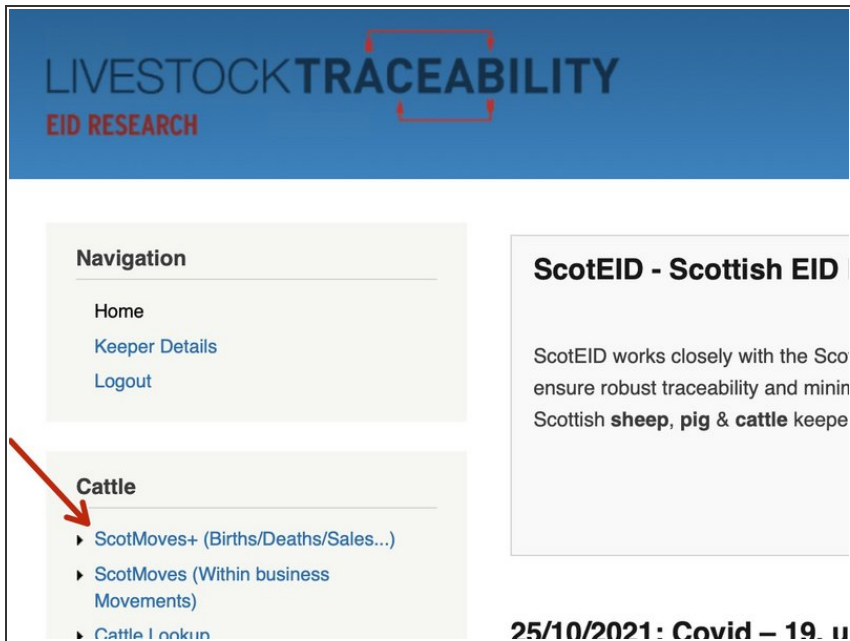 LIVESTOCKTRACEABILITY
EID RESEARCH
Navigation
Home
Keeper Details
Logout
Cattle
ScotMoves+ (Births/Deaths/Sales...)
ScotMoves (Within business
Movements)
Cattle Lookup
ScotEID - Scottish EID
ScotEID works closely with the Scot
ensure robust traceability and minim
Scottish sheep, pig & cattle keepe
25/10/2021: Covid – 19, u